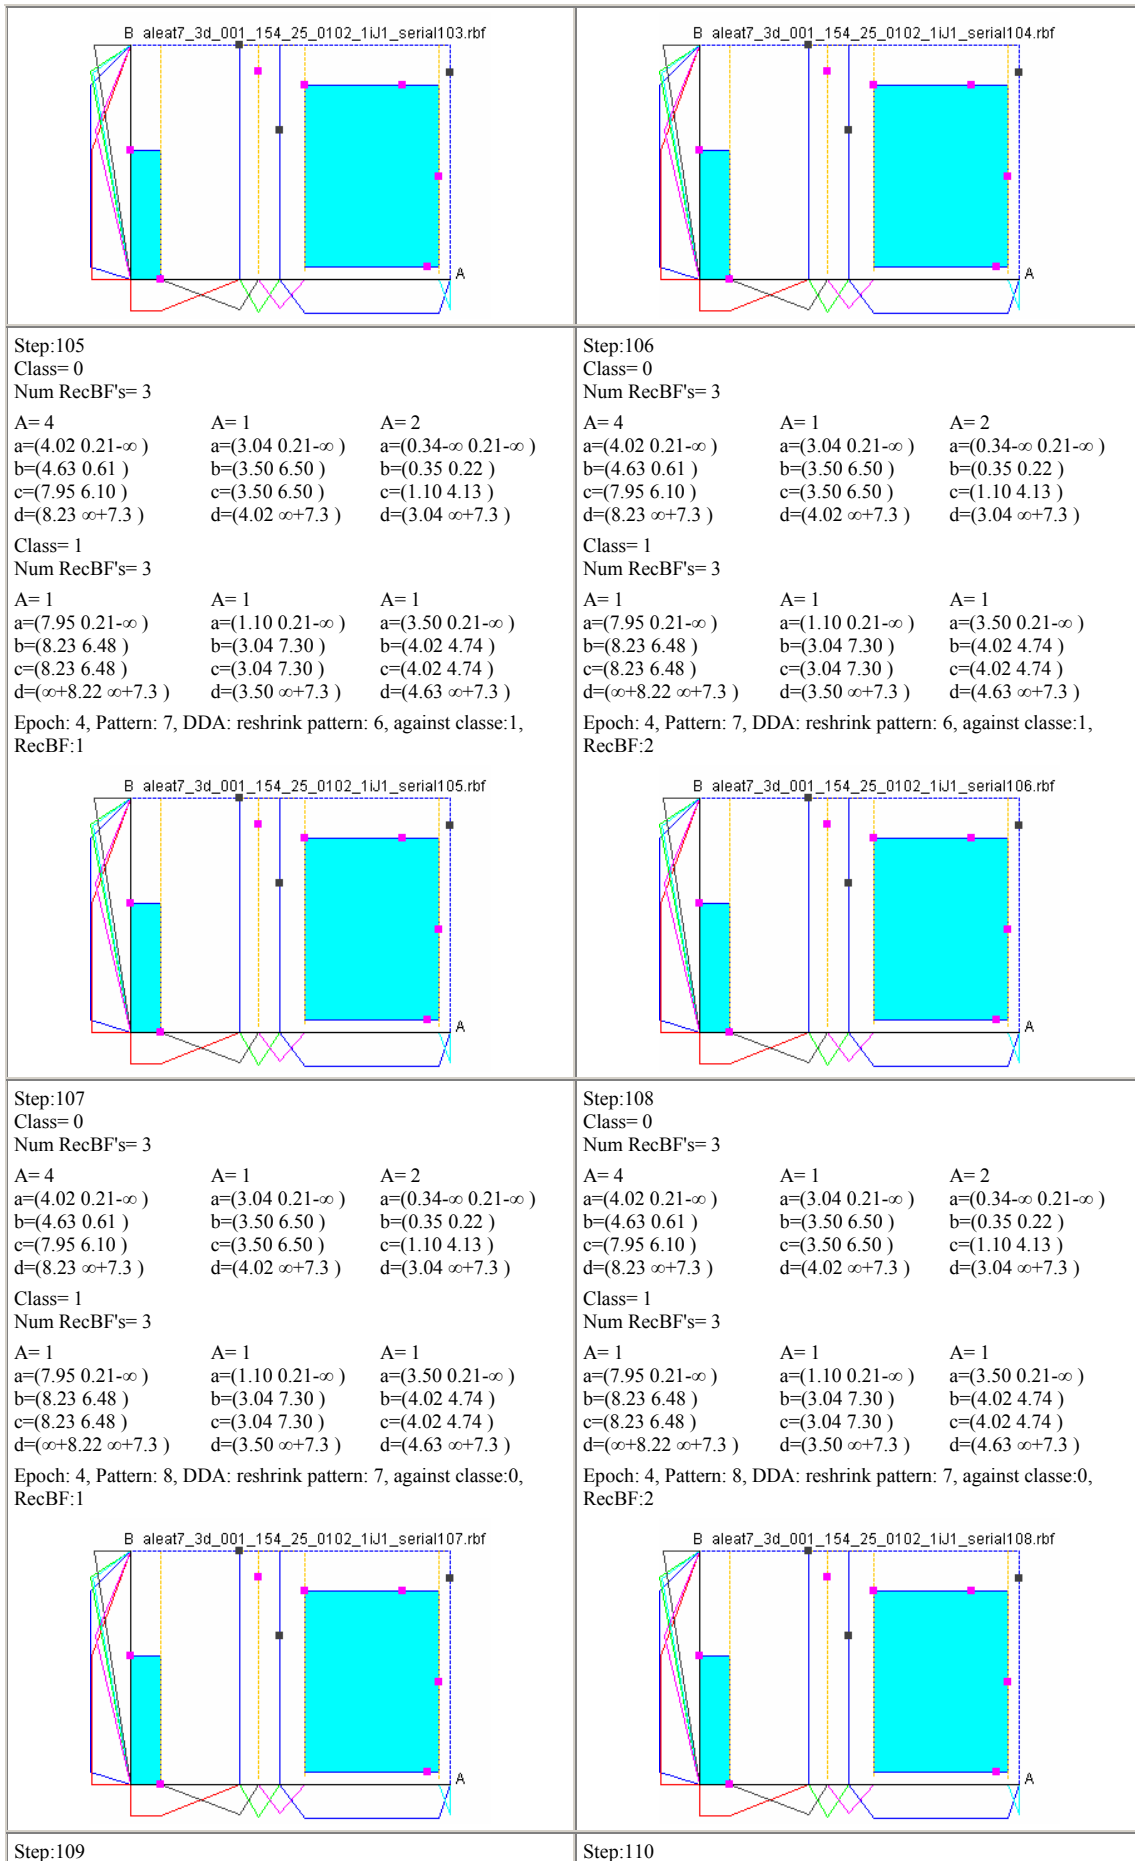 B aleat7_3d_001_154_25_0102_1iJ1_serial103.rbf
A
B aleat7_3d_001_154_25_0102_1iJ1_serial104.rbf
A
Step:105
Class= 0
Num RecBF's= 3
A= 4 A= 1 A= 2
a=(4.02 0.21-∞ ) a=(3.04 0.21-∞ ) a=(0.34-∞ 0.21-∞ )
b=(4.63 0.61 ) b=(3.50 6.50 ) b=(0.35 0.22 )
c=(7.95 6.10 ) c=(3.50 6.50 ) c=(1.10 4.13 )
d=(8.23 ∞+7.3 ) d=(4.02 ∞+7.3 ) d=(3.04 ∞+7.3 )
Class= 1
Num RecBF's= 3
A= 1 A= 1 A= 1
a=(7.95 0.21-∞ ) a=(1.10 0.21-∞ ) a=(3.50 0.21-∞ )
b=(8.23 6.48 ) b=(3.04 7.30 ) b=(4.02 4.74 )
c=(8.23 6.48 ) c=(3.04 7.30 ) c=(4.02 4.74 )
d=(∞+8.22 ∞+7.3 ) d=(3.50 ∞+7.3 ) d=(4.63 ∞+7.3 )
Epoch: 4, Pattern: 7, DDA: reshrink pattern: 6, against classe:1,
RecBF:1
B aleat7_3d_001_154_25_0102_1iJ1_serial105.rbf
A
Step:106
Class= 0
Num RecBF's= 3
A= 4 A= 1 A= 2
a=(4.02 0.21-∞ ) a=(3.04 0.21-∞ ) a=(0.34-∞ 0.21-∞ )
b=(4.63 0.61 ) b=(3.50 6.50 ) b=(0.35 0.22 )
c=(7.95 6.10 ) c=(3.50 6.50 ) c=(1.10 4.13 )
d=(8.23 ∞+7.3 ) d=(4.02 ∞+7.3 ) d=(3.04 ∞+7.3 )
Class= 1
Num RecBF's= 3
A= 1 A= 1 A= 1
a=(7.95 0.21-∞ ) a=(1.10 0.21-∞ ) a=(3.50 0.21-∞ )
b=(8.23 6.48 ) b=(3.04 7.30 ) b=(4.02 4.74 )
c=(8.23 6.48 ) c=(3.04 7.30 ) c=(4.02 4.74 )
d=(∞+8.22 ∞+7.3 ) d=(3.50 ∞+7.3 ) d=(4.63 ∞+7.3 )
Epoch: 4, Pattern: 7, DDA: reshrink pattern: 6, against classe:1,
RecBF:2
B aleat7_3d_001_154_25_0102_1iJ1_serial106.rbf
A
Step:107
Class= 0
Num RecBF's= 3
A= 4 A= 1 A= 2
a=(4.02 0.21-∞ ) a=(3.04 0.21-∞ ) a=(0.34-∞ 0.21-∞ )
b=(4.63 0.61 ) b=(3.50 6.50 ) b=(0.35 0.22 )
c=(7.95 6.10 ) c=(3.50 6.50 ) c=(1.10 4.13 )
d=(8.23 ∞+7.3 ) d=(4.02 ∞+7.3 ) d=(3.04 ∞+7.3 )
Class= 1
Num RecBF's= 3
A= 1 A= 1 A= 1
a=(7.95 0.21-∞ ) a=(1.10 0.21-∞ ) a=(3.50 0.21-∞ )
b=(8.23 6.48 ) b=(3.04 7.30 ) b=(4.02 4.74 )
c=(8.23 6.48 ) c=(3.04 7.30 ) c=(4.02 4.74 )
d=(∞+8.22 ∞+7.3 ) d=(3.50 ∞+7.3 ) d=(4.63 ∞+7.3 )
Epoch: 4, Pattern: 8, DDA: reshrink pattern: 7, against classe:0,
RecBF:1
B aleat7_3d_001_154_25_0102_1iJ1_serial107.rbf
A
Step:108
Class= 0
Num RecBF's= 3
A= 4 A= 1 A= 2
a=(4.02 0.21-∞ ) a=(3.04 0.21-∞ ) a=(0.34-∞ 0.21-∞ )
b=(4.63 0.61 ) b=(3.50 6.50 ) b=(0.35 0.22 )
c=(7.95 6.10 ) c=(3.50 6.50 ) c=(1.10 4.13 )
d=(8.23 ∞+7.3 ) d=(4.02 ∞+7.3 ) d=(3.04 ∞+7.3 )
Class= 1
Num RecBF's= 3
A= 1 A= 1 A= 1
a=(7.95 0.21-∞ ) a=(1.10 0.21-∞ ) a=(3.50 0.21-∞ )
b=(8.23 6.48 ) b=(3.04 7.30 ) b=(4.02 4.74 )
c=(8.23 6.48 ) c=(3.04 7.30 ) c=(4.02 4.74 )
d=(∞+8.22 ∞+7.3 ) d=(3.50 ∞+7.3 ) d=(4.63 ∞+7.3 )
Epoch: 4, Pattern: 8, DDA: reshrink pattern: 7, against classe:0,
RecBF:2
B aleat7_3d_001_154_25_0102_1iJ1_serial108.rbf
A
Step:109
Step:110